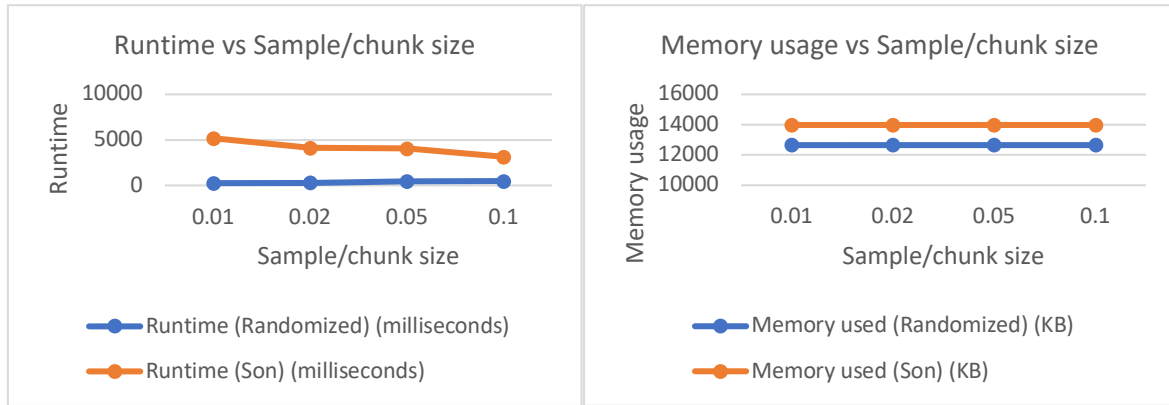 Runtime vs Sample/chunk size
10000
5000
0
Runtime
0.01 0.02 0.05 0.1
Sample/chunk size
Runtime (Randomized) (milliseconds)
Runtime (Son) (milliseconds)
Memory usage vs Sample/chunk size
16000
14000
12000
10000
Memory usage
0.01 0.02 0.05 0.1
Sample/chunk size
Memory used (Randomized) (KB)
Memory used (Son) (KB)